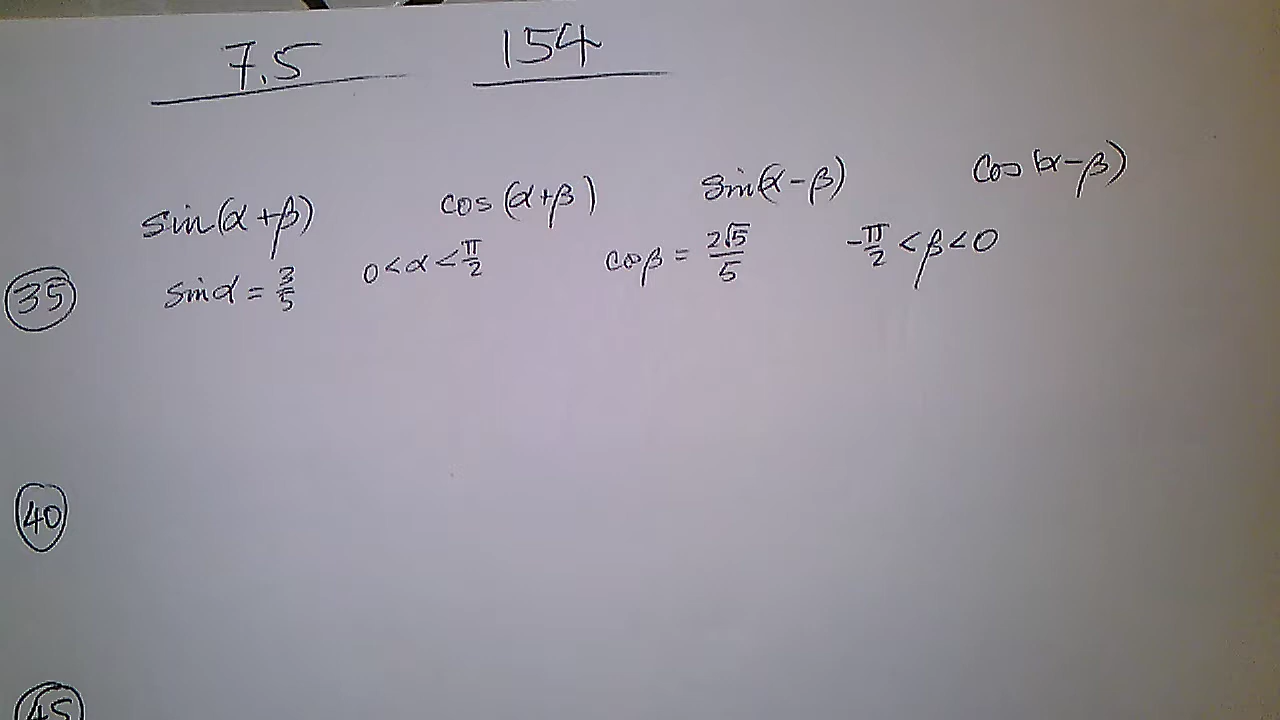 7.5 154
sin(α+β) cos(α+β) sin(α-β) cos(α-β)
35 sinα = 3/5 0<α<π/2 cosβ = 2√5/5 -π/2<β<0
40
45